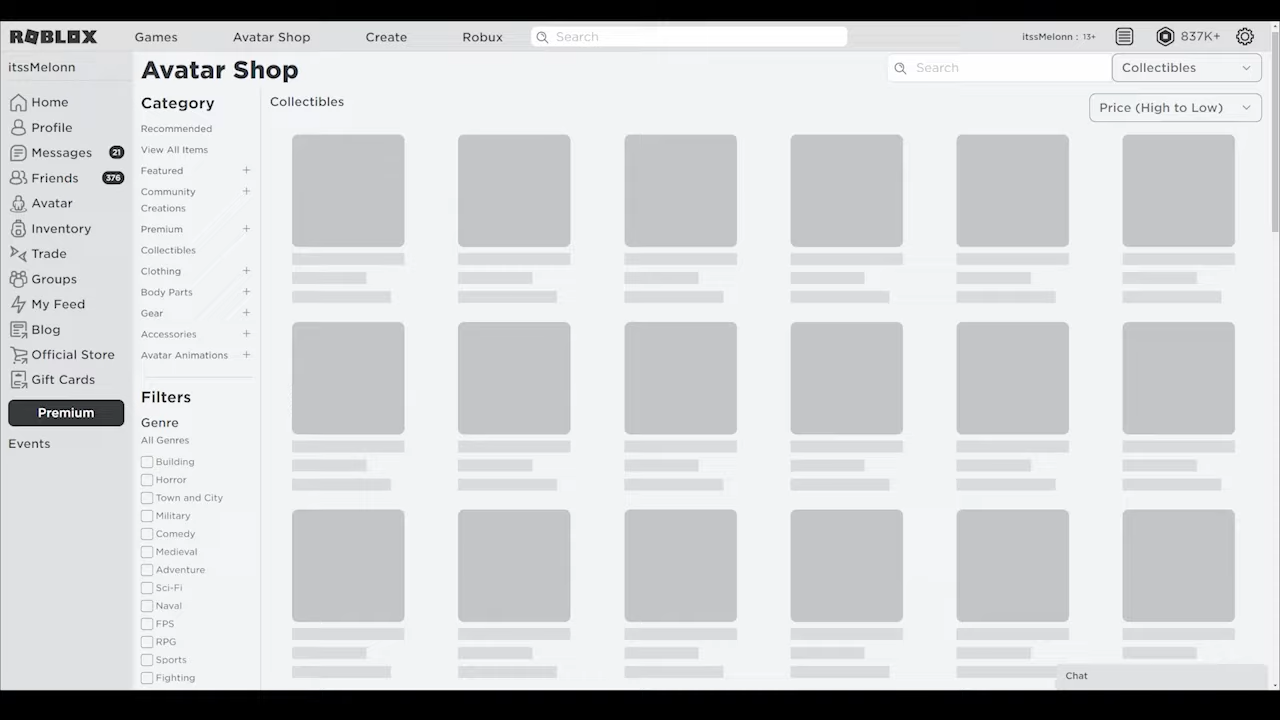 ROBLOX
Games
Avatar Shop
Create
Robux
Search
itssMelonn : 13+
837K+
itssMelonn
Home
Profile
Messages 21
Friends 376
Avatar
Inventory
Trade
Groups
My Feed
Blog
Official Store
Gift Cards
Premium
Events
Avatar Shop
Search
Collectibles
Category
Recommended
View All Items
Featured +
Community +
Creations
Premium +
Collectibles
Clothing +
Body Parts +
Gear +
Accessories +
Avatar Animations +
Filters
Genre
All Genres
Building
Horror
Town and City
Military
Comedy
Medieval
Adventure
Sci-Fi
Naval
FPS
RPG
Sports
Fighting
Collectibles
Price (High to Low)
Chat